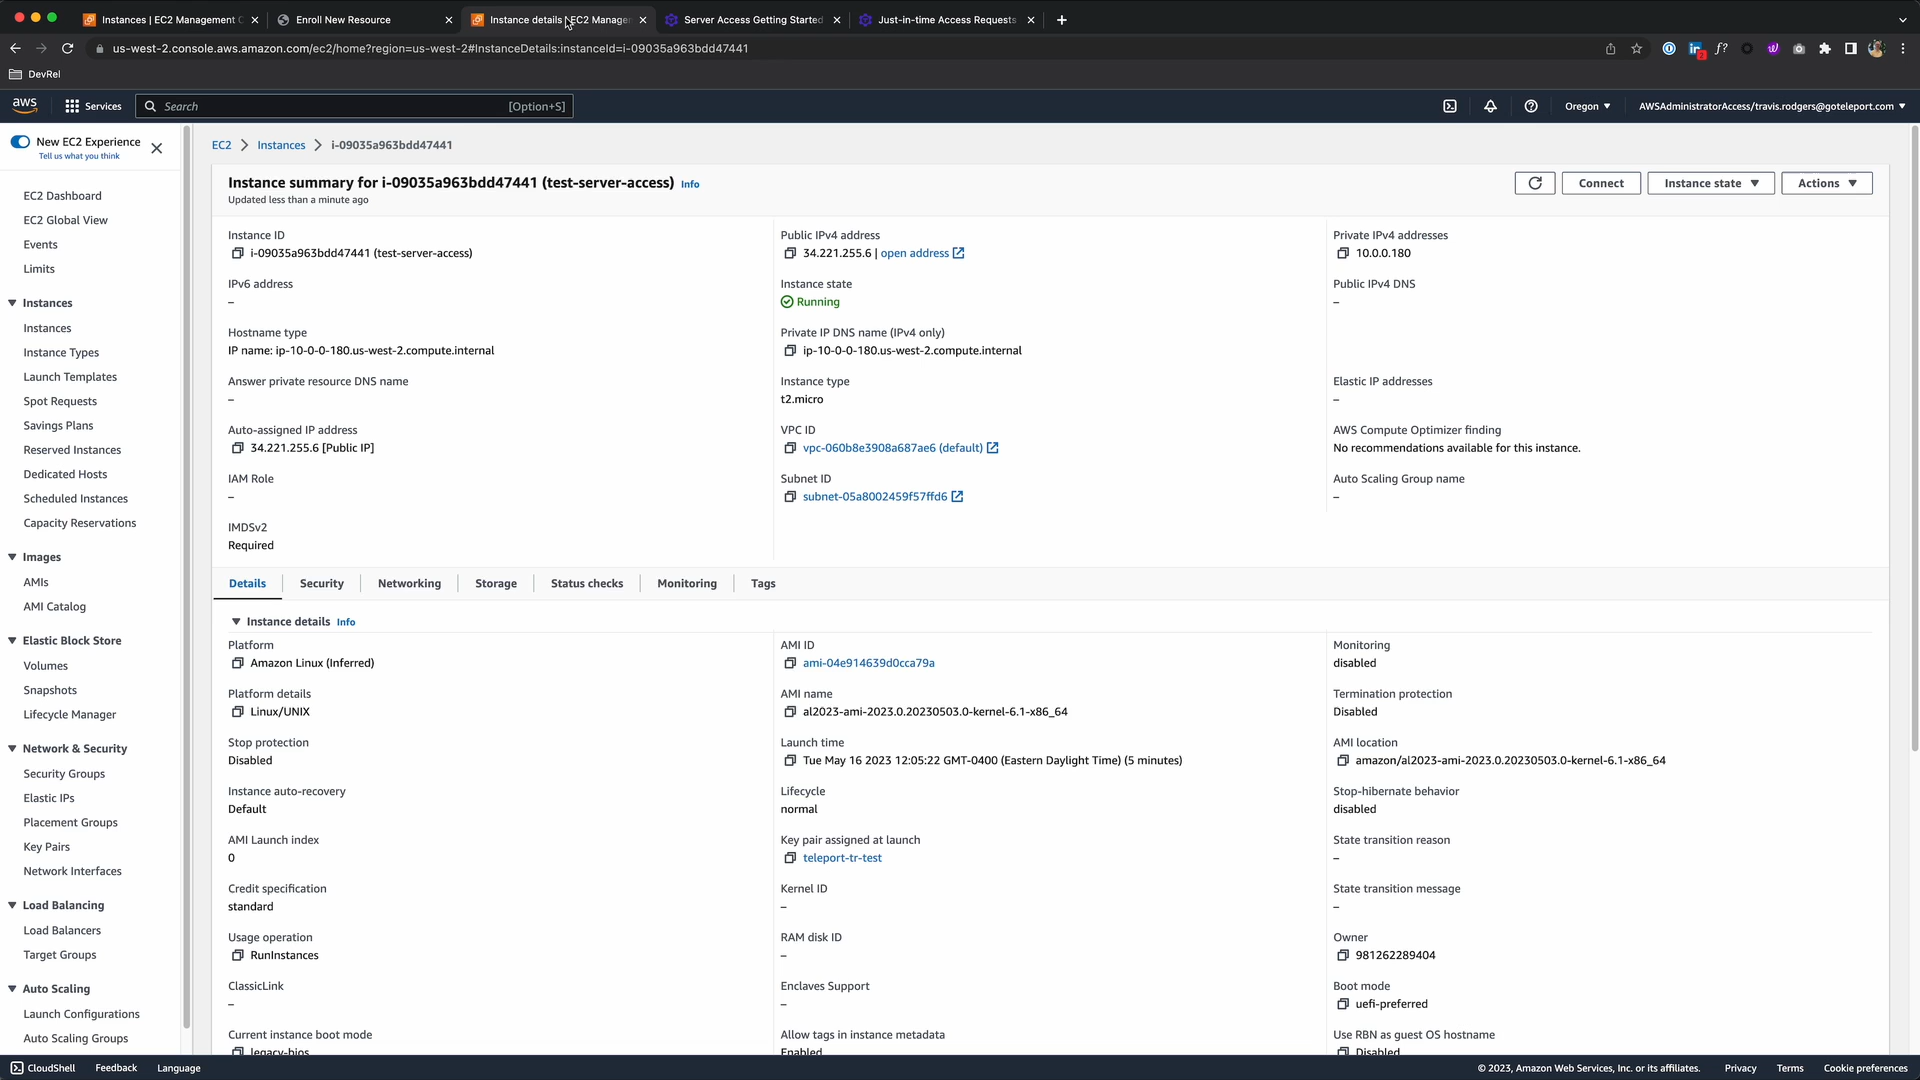 Instances | EC2 Management C
Enroll New Resource
Instance details | EC2 Manage
Server Access Getting Started
Just-in-time Access Requests
us-west-2.console.aws.amazon.com/ec2/home?region=us-west-2#InstanceDetails:instanceId=i-09035a963bdd47441
DevRel
aws
Services
Search
[Option+S]
Oregon
AWSAdministratorAccess/travis.rodgers@goteleport.com
New EC2 Experience
Tell us what you think
EC2 Dashboard
EC2 Global View
Events
Limits
Instances
Instances
Instance Types
Launch Templates
Spot Requests
Savings Plans
Reserved Instances
Dedicated Hosts
Scheduled Instances
Capacity Reservations
Images
AMIs
AMI Catalog
Elastic Block Store
Volumes
Snapshots
Lifecycle Manager
Network & Security
Security Groups
Elastic IPs
Placement Groups
Key Pairs
Network Interfaces
Load Balancing
Load Balancers
Target Groups
Auto Scaling
Launch Configurations
Auto Scaling Groups
EC2 > Instances > i-09035a963bdd47441
Instance summary for i-09035a963bdd47441 (test-server-access) Info
Updated less than a minute ago
Connect
Instance state
Actions
Instance ID
i-09035a963bdd47441 (test-server-access)
Public IPv4 address
34.221.255.6 | open address
Private IPv4 addresses
10.0.0.180
IPv6 address
–
Instance state
Running
Public IPv4 DNS
–
Hostname type
IP name: ip-10-0-0-180.us-west-2.compute.internal
Private IP DNS name (IPv4 only)
ip-10-0-0-180.us-west-2.compute.internal
Answer private resource DNS name
–
Instance type
t2.micro
Elastic IP addresses
–
Auto-assigned IP address
34.221.255.6 [Public IP]
VPC ID
vpc-060b8e3908a687ae6 (default)
AWS Compute Optimizer finding
No recommendations available for this instance.
IAM Role
–
Subnet ID
subnet-05a8002459f57ffd6
Auto Scaling Group name
–
IMDSv2
Required
Details
Security
Networking
Storage
Status checks
Monitoring
Tags
Instance details Info
Platform
Amazon Linux (Inferred)
AMI ID
ami-04e914639d0cca79a
Monitoring
disabled
Platform details
Linux/UNIX
AMI name
al2023-ami-2023.0.20230503.0-kernel-6.1-x86_64
Termination protection
Disabled
Stop protection
Disabled
Launch time
Tue May 16 2023 12:05:22 GMT-0400 (Eastern Daylight Time) (5 minutes)
AMI location
amazon/al2023-ami-2023.0.20230503.0-kernel-6.1-x86_64
Instance auto-recovery
Default
Lifecycle
normal
Stop-hibernate behavior
disabled
AMI Launch index
0
Key pair assigned at launch
teleport-tr-test
State transition reason
–
Credit specification
standard
Kernel ID
–
State transition message
–
Usage operation
RunInstances
RAM disk ID
–
Owner
981262289404
ClassicLink
–
Enclaves Support
–
Boot mode
uefi-preferred
Current instance boot mode
legacy-bios
Allow tags in instance metadata
Enabled
Use RBN as guest OS hostname
Disabled
CloudShell
Feedback
Language
© 2023, Amazon Web Services, Inc. or its affiliates.
Privacy
Terms
Cookie preferences